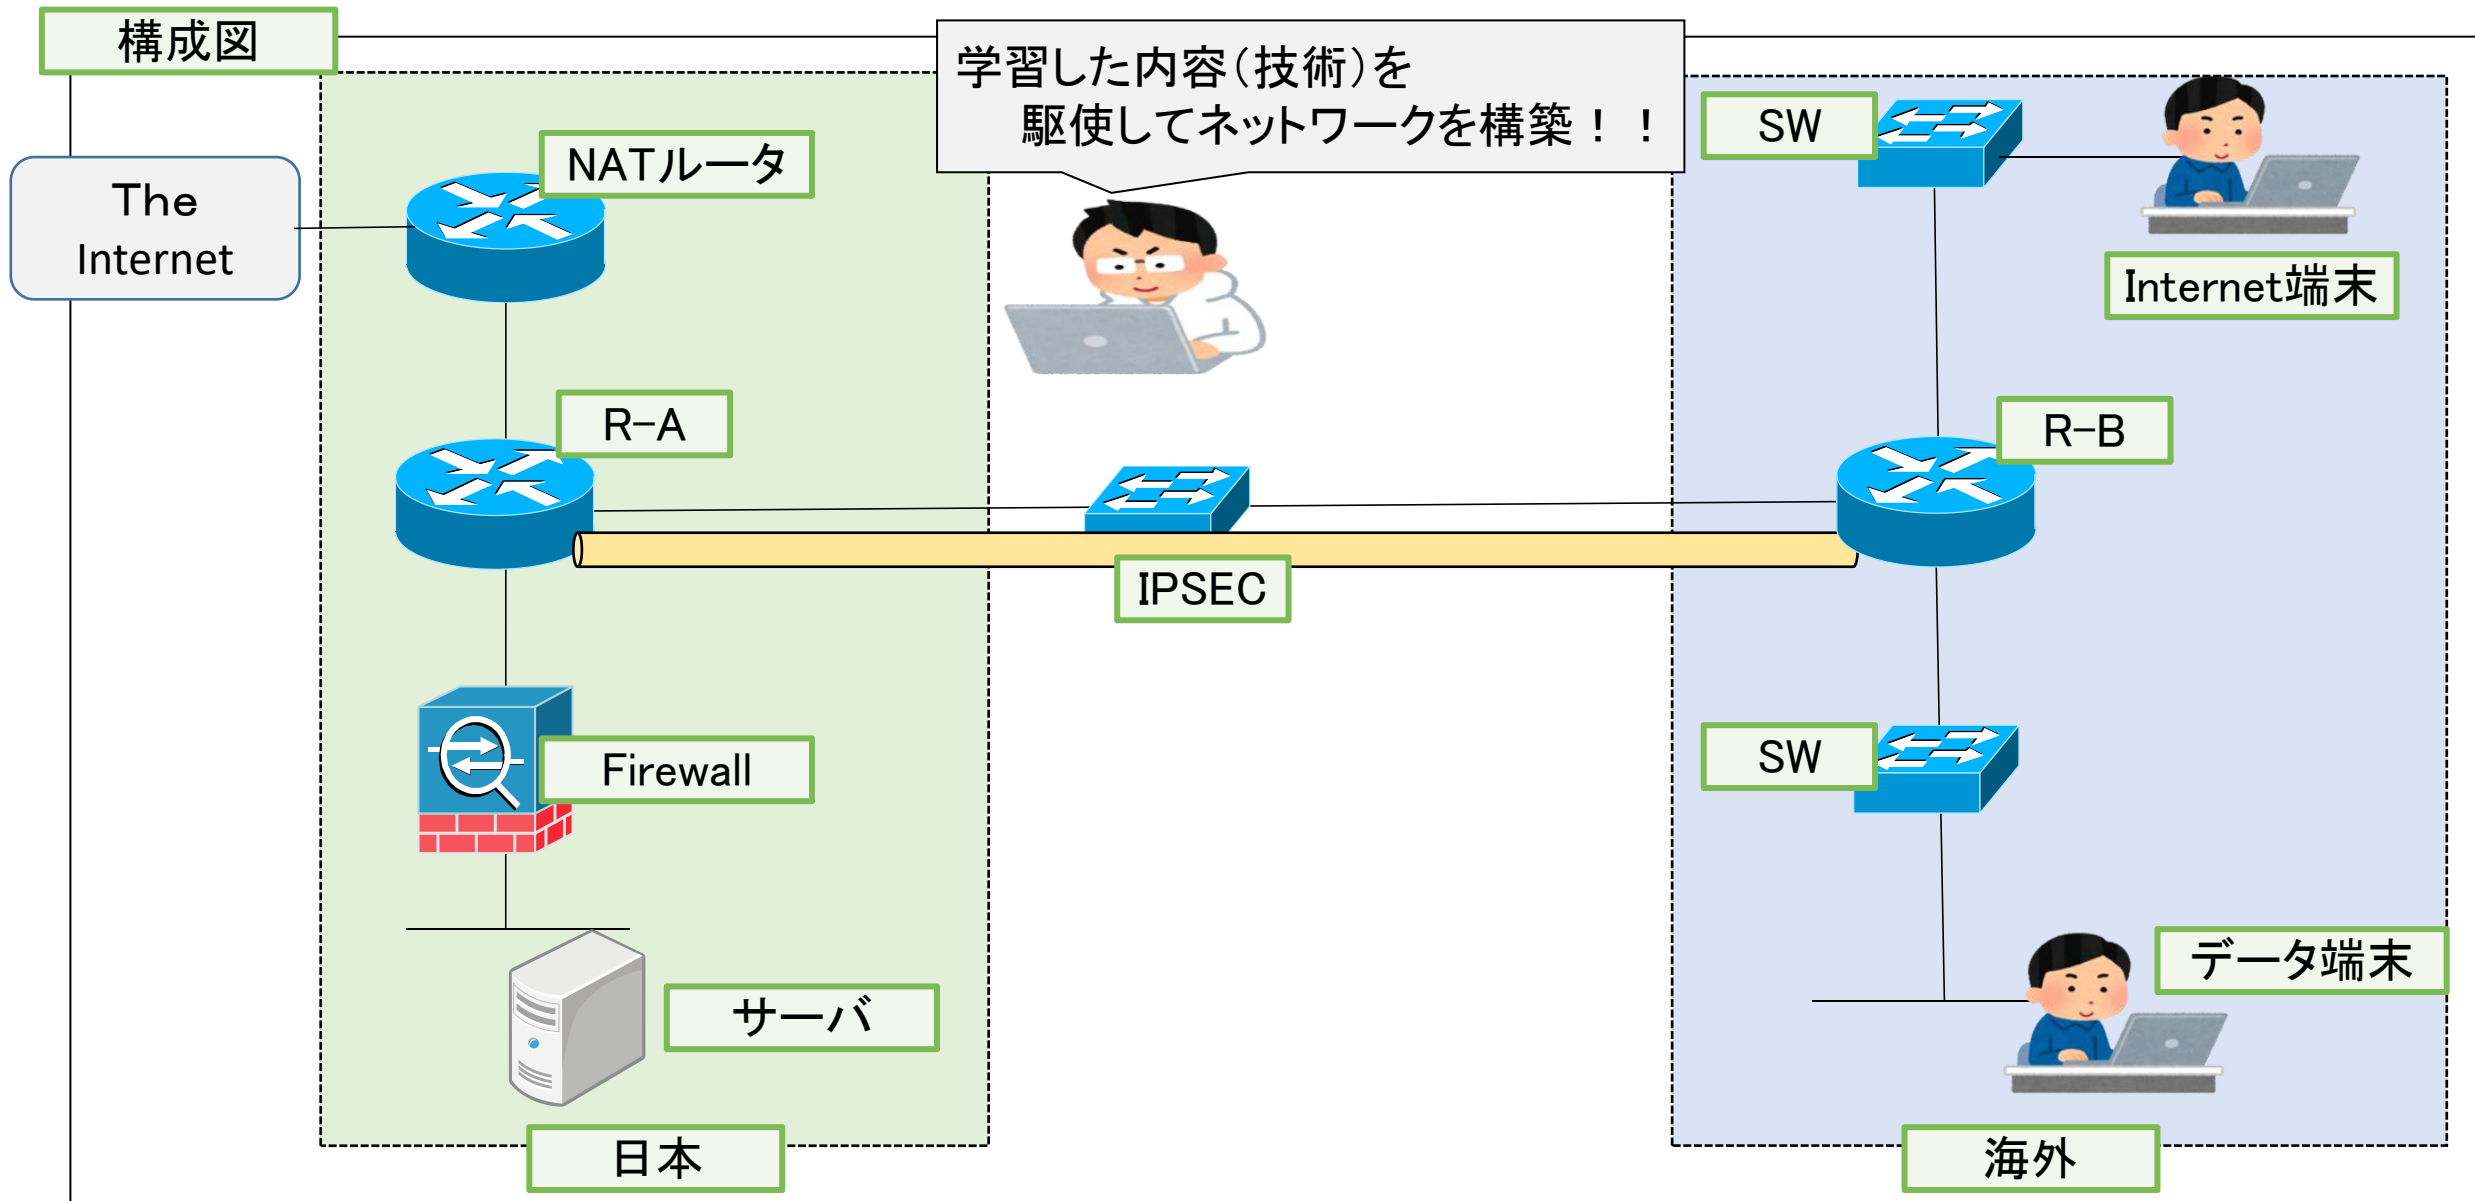 構成図
学習した内容（技術）を
駆使してネットワークを構築！！
The
Internet
NATルータ
R-A
IPSEC
Firewall
サーバ
日本
SW
Internet端末
R-B
SW
データ端末
海外